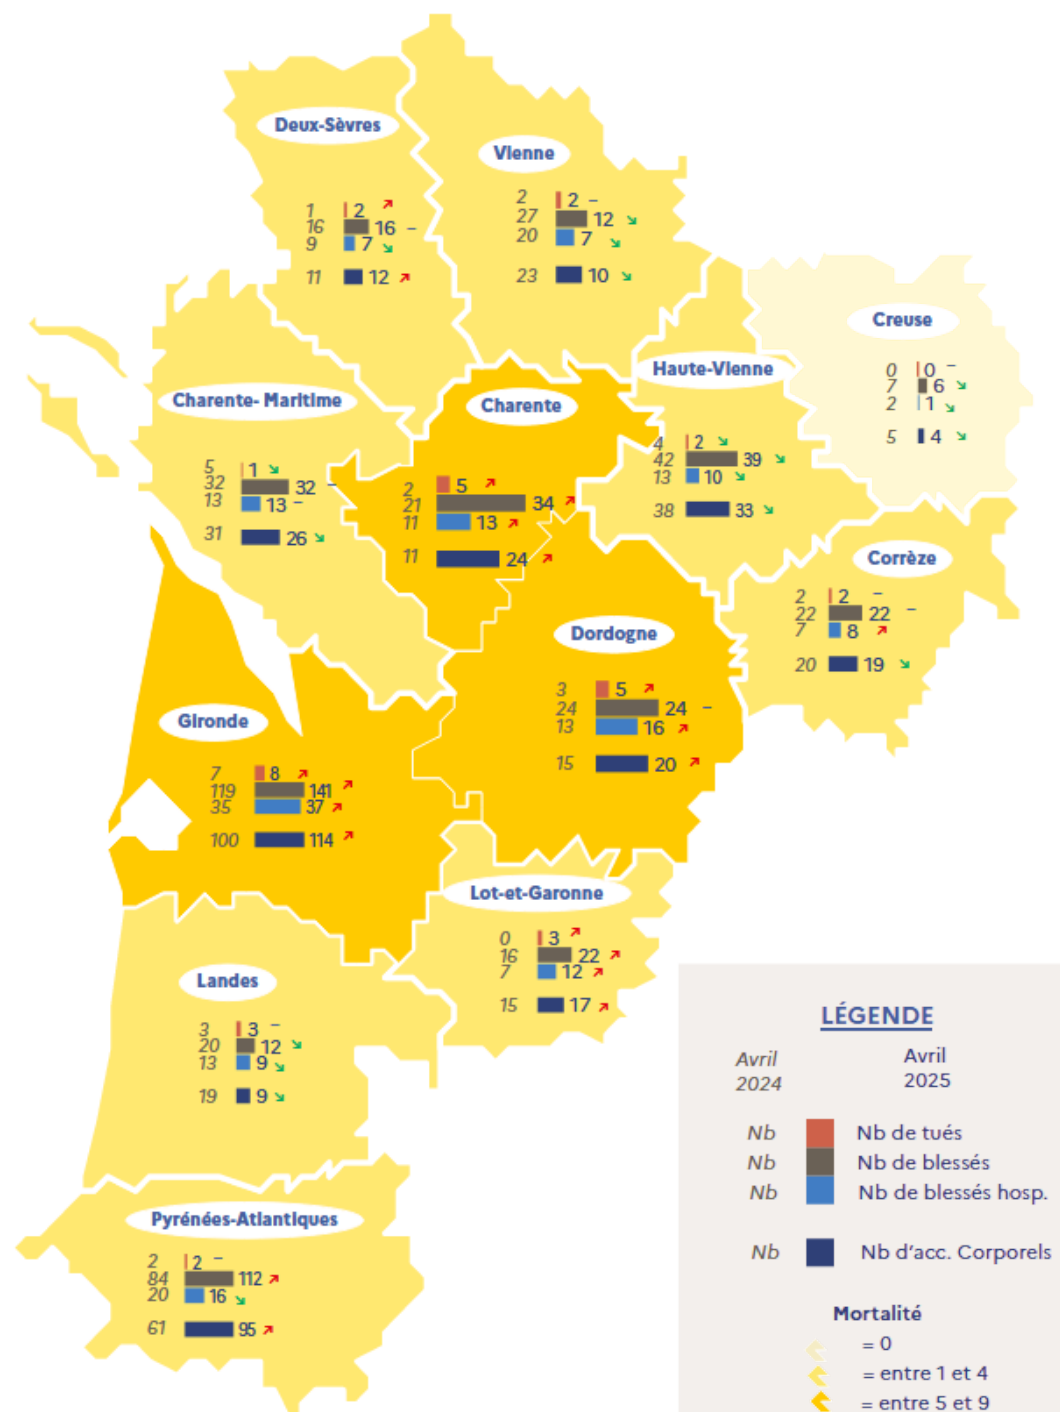 Deux-Sèvres
1 2
16 16 –
9 7
11 12
Vienne
2 2 –
27 12
20 7
23 10
Creuse
0 0 –
7 6
2 1
5 4
Haute-Vienne
4 2
42 39
13 10
38 33
Charente- Maritime
5 1
32 32 –
13 13 –
31 26
Charente
2 5
21 34
11 13
11 24
Corrèze
2 2 –
22 22 –
7 8
20 19
Dordogne
3 5
24 24 –
13 16
15 20
Gironde
7 8
119 141
35 37
100 114
Lot-et-Garonne
0 3
16 22
7 12
15 17
Landes
3 3 –
20 12
13 9
19 9
Pyrénées-Atlantiques
2 2 –
84 112
20 16
61 95
LÉGENDE
Avril 2024
Avril 2025
Nb Nb de tués
Nb Nb de blessés
Nb Nb de blessés hosp.
Nb Nb d'acc. Corporels
Mortalité
= 0
= entre 1 et 4
= entre 5 et 9